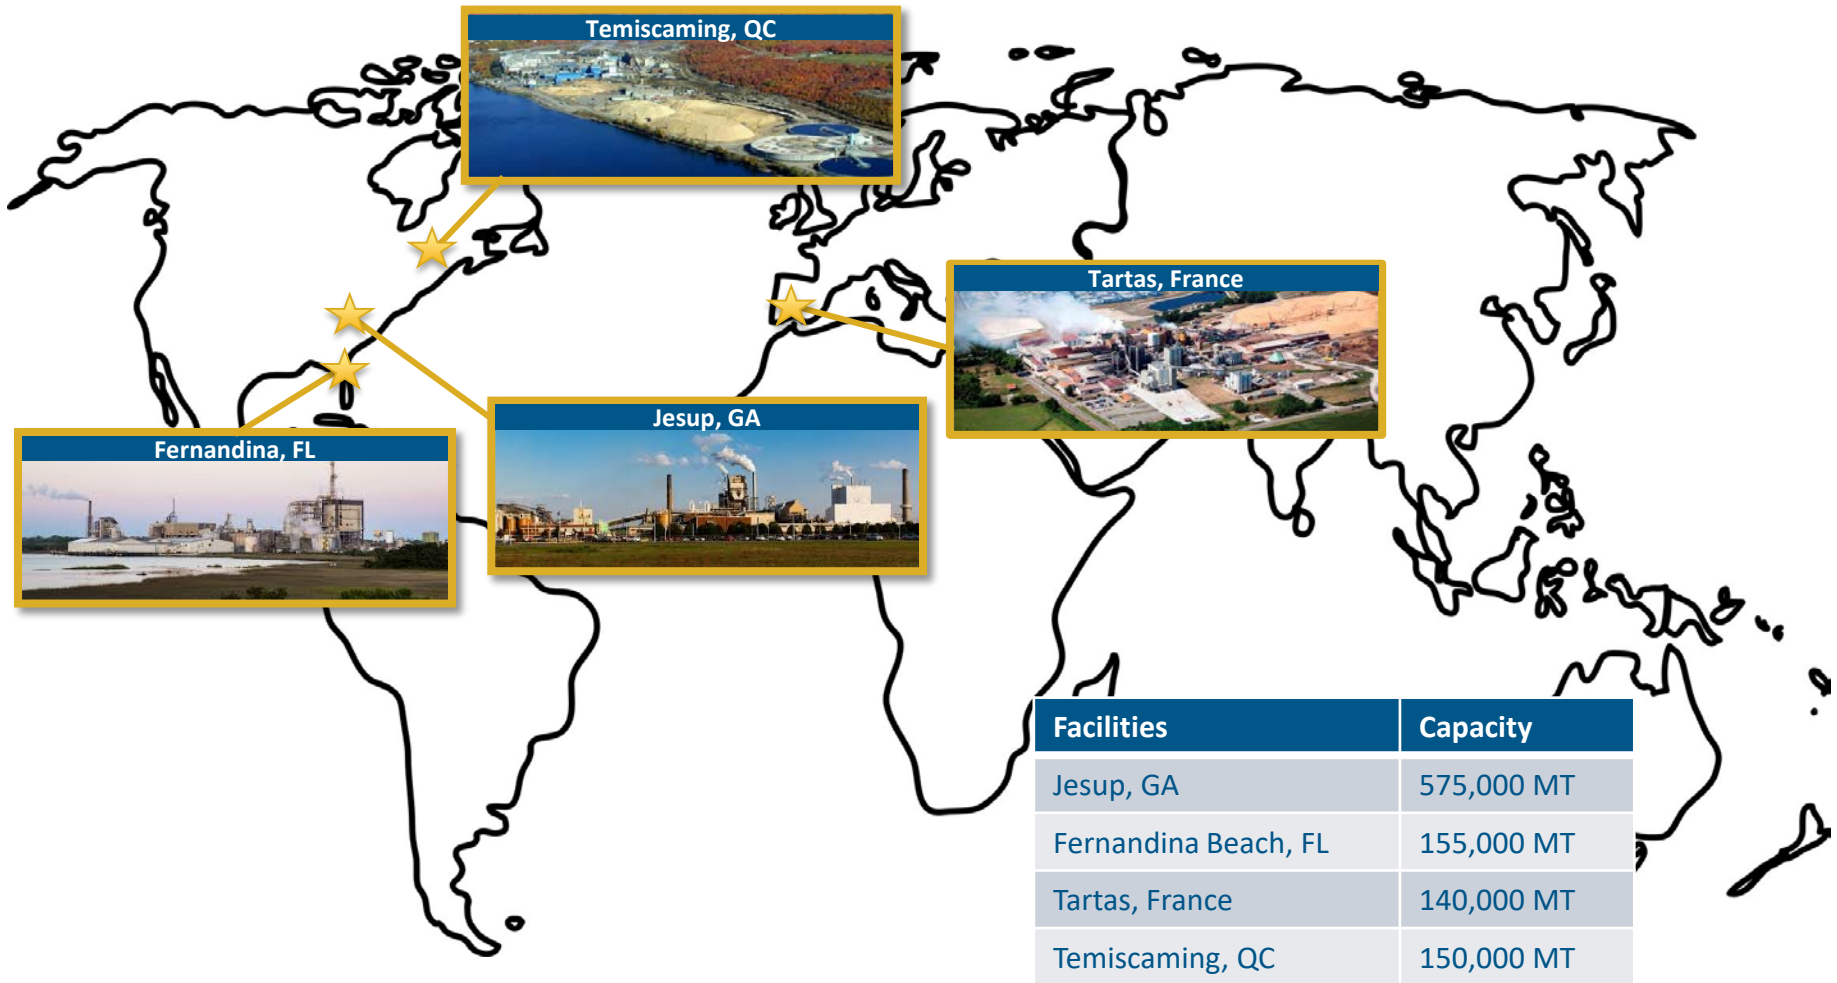 Temiscaming, QC
Tartas, France
Jesup, GA
Fernandina, FL
Facilities Capacity
Jesup, GA 575,000 MT
Fernandina Beach, FL 155,000 MT
Tartas, France 140,000 MT
Temiscaming, QC 150,000 MT